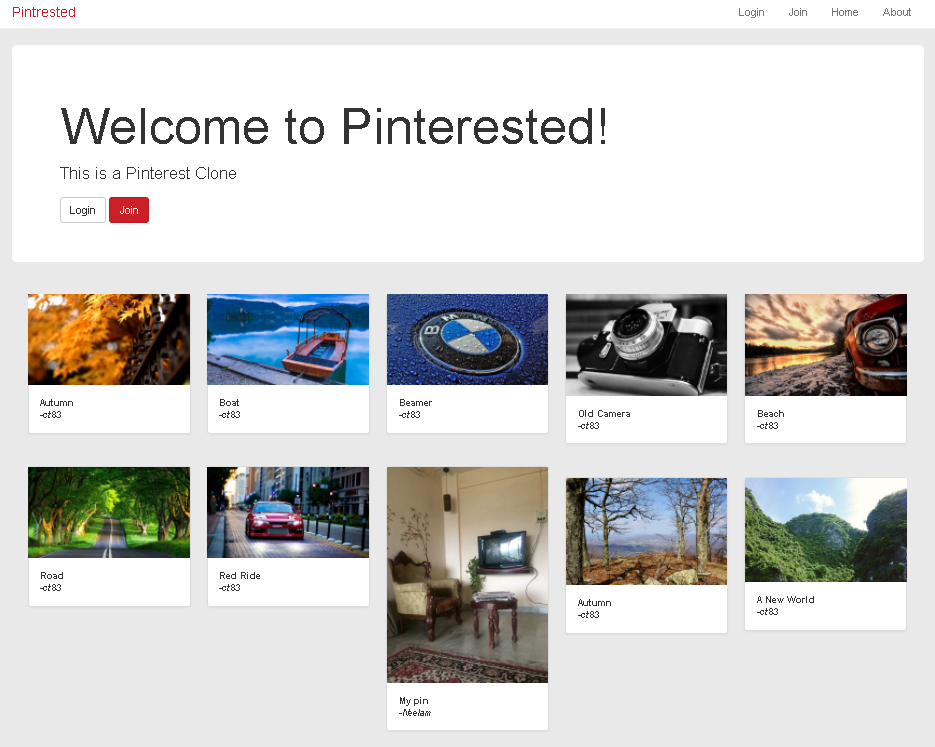 Pintrested
Login Join Home About
Welcome to Pinterested!
This is a Pinterest Clone
Login Join
BMW
Autumn
-ct83
Boat
-ct83
Beamer
-ct83
Old Camera
-ct83
Beach
-ct83
Road
-ct83
Red Ride
-ct83
My pin
-Neelam
Autumn
-ct83
A New World
-ct83